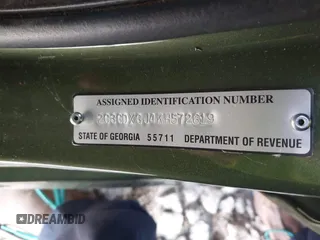 ASSIGNED IDENTIFICATION NUMBER
STATE OF GEORGIA 55711 DEPARTMENT OF REVENUE
DREAMBID